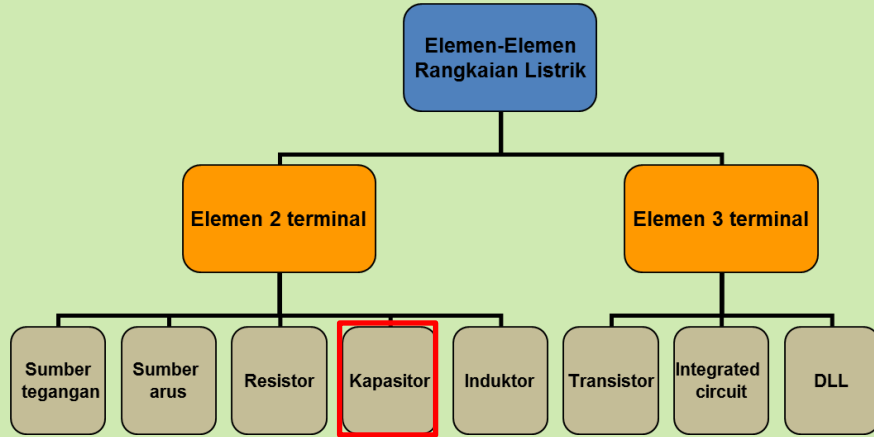 Elemen-Elemen
Rangkaian Listrik
Elemen 2 terminal
Elemen 3 terminal
Sumber
tegangan
Sumber
arus
Resistor
Kapasitor
Induktor
Transistor
Integrated
circuit
DLL